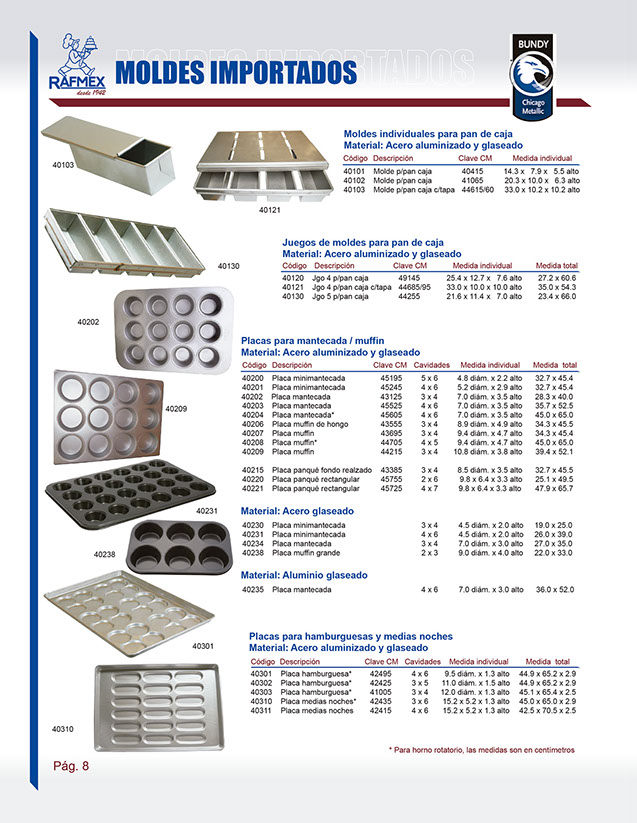 RAFMEX
desde 1942
MOLDES IMPORTADOS
BUNDY
Chicago
Metallic
Moldes individuales para pan de caja
Material: Acero aluminizado y glaseado
Código Descripción Clave CM Medida individual
40101 Molde p/pan caja 40415 14.3 x 7.9 x 5.5 alto
40102 Molde p/pan caja 41065 20.3 x 10.0 x 6.3 alto
40103 Molde p/pan caja c/tapa 44615/60 33.0 x 10.2 x 10.2 alto
40103
40121
Juegos de moldes para pan de caja
Material: Acero aluminizado y glaseado
Código Descripción Clave CM Medida individual Medida total
40120 Jgo 4 p/pan caja 49145 25.4 x 12.7 x 7.6 alto 27.2 x 60.6
40121 Jgo 4 p/pan caja c/tapa 44685/95 33.0 x 10.0 x 10.0 alto 35.0 x 54.3
40130 Jgo 5 p/pan caja 44255 21.6 x 11.4 x 7.0 alto 23.4 x 66.0
40130
40202
Placas para mantecada / muffin
Material: Acero aluminizado y glaseado
Código Descripción Clave CM Cavidades Medida individual Medida total
40200 Placa minimantecada 45195 5 x 6 4.8 diám. x 2.2 alto 32.7 x 45.4
40201 Placa minimantecada 45245 4 x 6 5.2 diám. x 2.9 alto 32.7 x 45.4
40202 Placa mantecada 43125 3 x 4 7.0 diám. x 3.5 alto 28.3 x 40.0
40203 Placa mantecada 45525 4 x 6 7.0 diám. x 3.5 alto 35.7 x 52.5
40204 Placa mantecada* 45605 4 x 6 7.0 diám. x 3.5 alto 45.0 x 65.0
40206 Placa muffin de hongo 43555 3 x 4 8.9 diám. x 4.9 alto 34.3 x 45.5
40207 Placa muffin 43695 3 x 4 9.4 diám. x 4.7 alto 34.3 x 45.4
40208 Placa muffin* 44705 4 x 5 9.4 diám. x 4.7 alto 45.0 x 65.0
40209 Placa muffin 44215 3 x 4 10.8 diám. x 3.8 alto 39.4 x 52.1
40209
40215 Placa panqué fondo realzado 43385 3 x 4 8.5 diám. x 3.5 alto 32.7 x 45.5
40220 Placa panqué rectangular 45755 2 x 6 9.8 x 6.4 x 3.3 alto 25.1 x 49.5
40221 Placa panqué rectangular 45725 4 x 7 9.8 x 6.4 x 3.3 alto 47.9 x 65.7
40231
Material: Acero glaseado
40230 Placa minimantecada 3 x 4 4.5 diám. x 2.0 alto 19.0 x 25.0
40231 Placa minimantecada 4 x 6 4.5 diám. x 2.0 alto 26.0 x 39.0
40234 Placa mantecada 3 x 4 7.0 diám. x 3.0 alto 27.0 x 35.0
40238 Placa muffin grande 2 x 3 9.0 diám. x 4.0 alto 22.0 x 33.0
40238
Material: Aluminio glaseado
40235 Placa mantecada 4 x 6 7.0 diám. x 3.0 alto 36.0 x 52.0
40301
Placas para hamburguesas y medias noches
Material: Acero aluminizado y glaseado
Código Descripción Clave CM Cavidades Medida individual Medida total
40301 Placa hamburguesa* 42495 4 x 6 9.5 diám. x 1.3 alto 44.9 x 65.2 x 2.9
40302 Placa hamburguesa* 42425 3 x 5 11.0 diám. x 1.5 alto 44.9 x 65.2 x 2.9
40303 Placa hamburguesa* 41005 3 x 4 12.0 diám. x 1.3 alto 45.1 x 65.4 x 2.5
40310 Placa medias noches* 42435 3 x 6 15.2 x 5.2 x 1.3 alto 45.0 x 65.0 x 2.9
40311 Placa medias noches 42415 4 x 6 15.2 x 5.2 x 1.3 alto 42.5 x 70.5 x 2.5
40310
* Para horno rotatorio, las medidas son en centímetros
Pág. 8